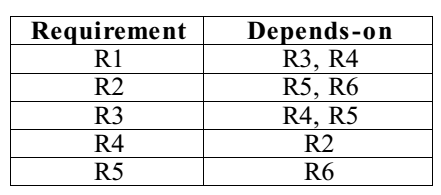 Requirement Depends-on
R1 R3, R4
R2 R5, R6
R3 R4, R5
R4 R2
R5 R6